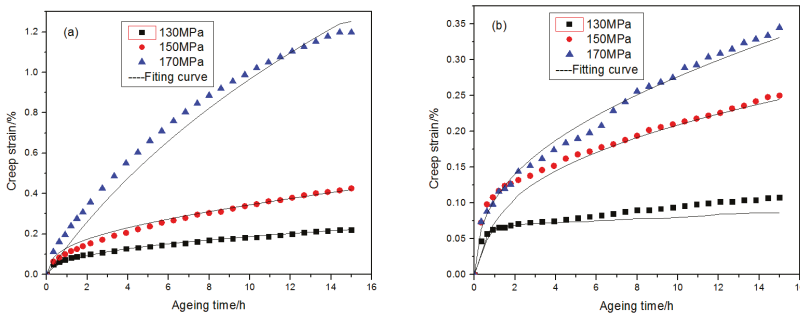 (a)
130MPa
150MPa
170MPa
----Fiting curve
Creep strain/%
1.2
1.0
0.8
0.6
0.4
0.2
0.0
0 2 4 6 8 10 12 14 16
Ageing time/h
(b)
130MPa
150MPa
170MPa
----Fitting curve
Creep strain/%
0.35
0.30
0.25
0.20
0.15
0.10
0.05
0.00
0 2 4 6 8 10 12 14 16
Ageing time/h